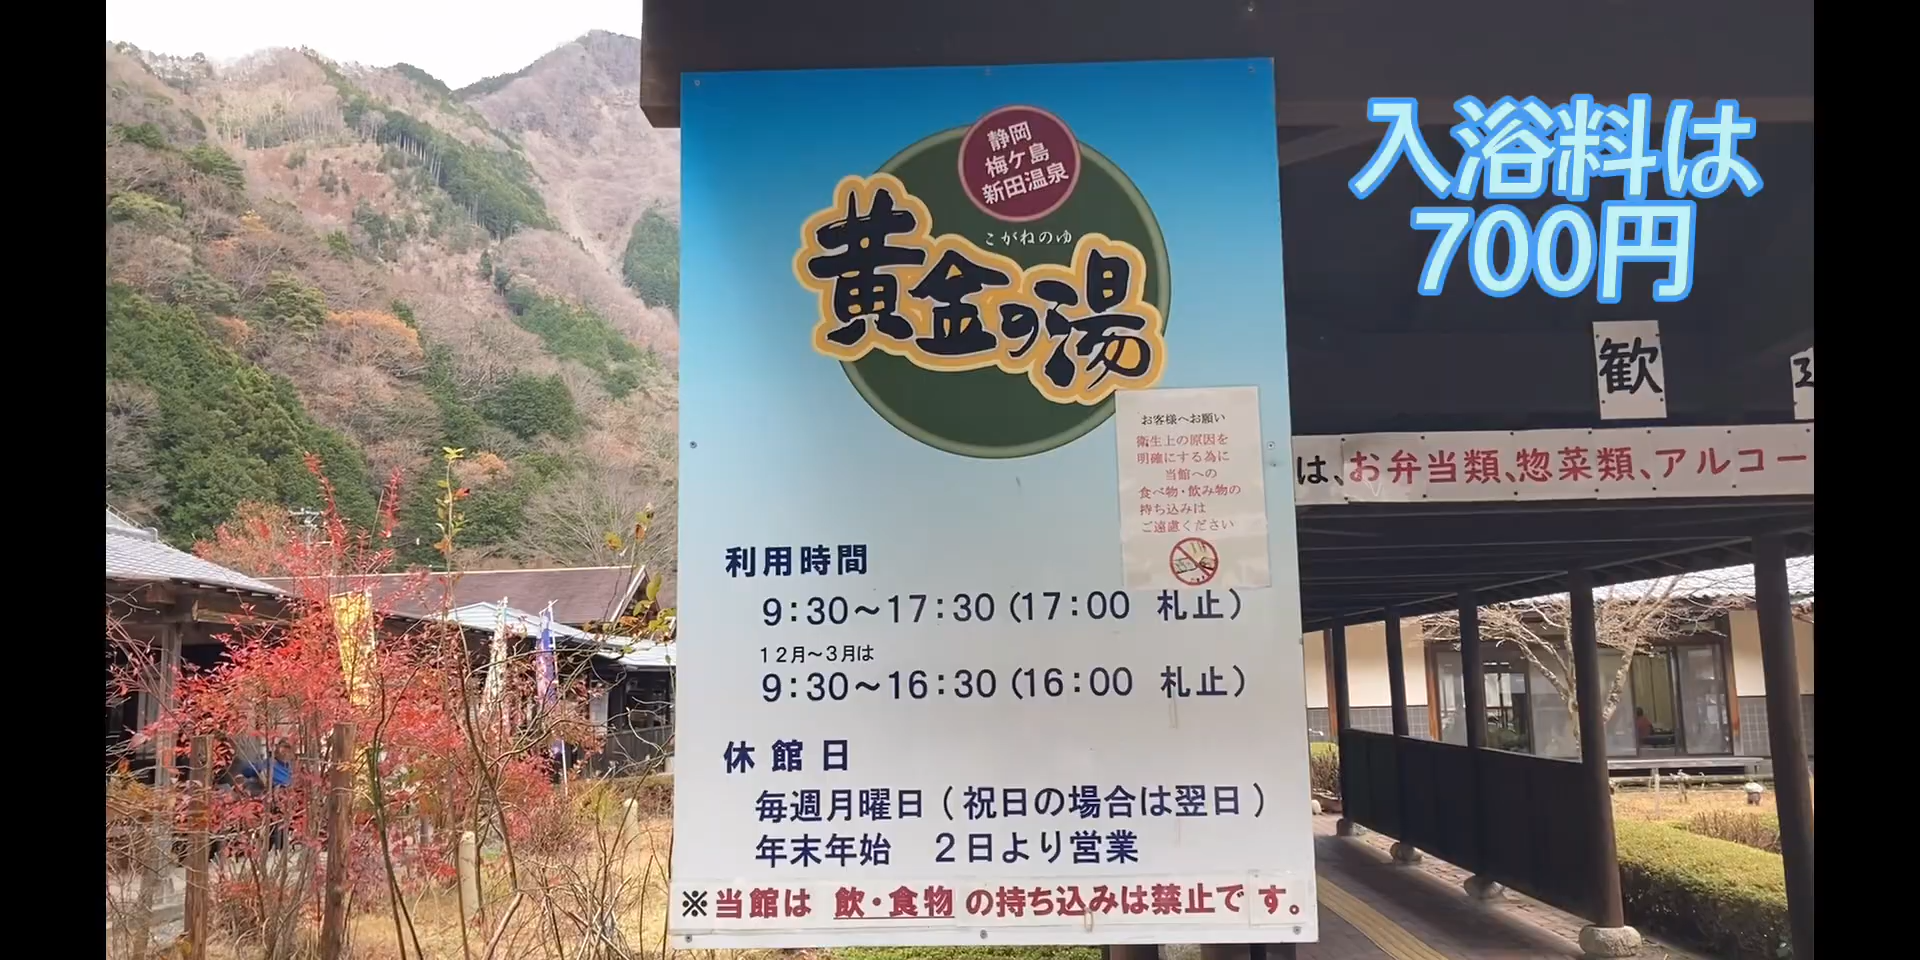 静岡
梅ケ島
新田温泉
こがねのゆ
黄金の湯
入浴料は
700円
歓
お客様へお願い
衛生上の原因を
明確にする為に
当館への
食べ物・飲み物の
持ち込みは
ご遠慮ください
は、お弁当類、惣菜類、アルコー
利用時間
9:30～17:30(17:00 札止)
12月～3月は
9:30～16:30(16:00 札止)
休館日
毎週月曜日(祝日の場合は翌日)
年末年始 2日より営業
※当館は 飲・食物 の持ち込みは禁止です。